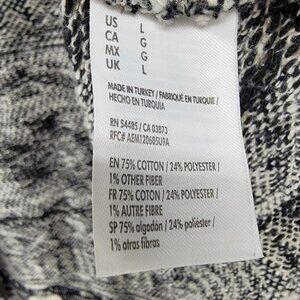 US L
CA G
MX G
UK L
MADE IN TURKEY / FABRIQUÉ EN TURQUIE /
HECHO EN TURQUÍA
RN 54485 / CA 03873
RFC# AEM120605U9A
EN 75% COTTON / 24% POLYESTER /
1% OTHER FIBER
FR 75% COTON / 24% POLYESTER /
1% AUTRE FIBRE
SP 75% algodón / 24% poliéster /
1% otras fibras